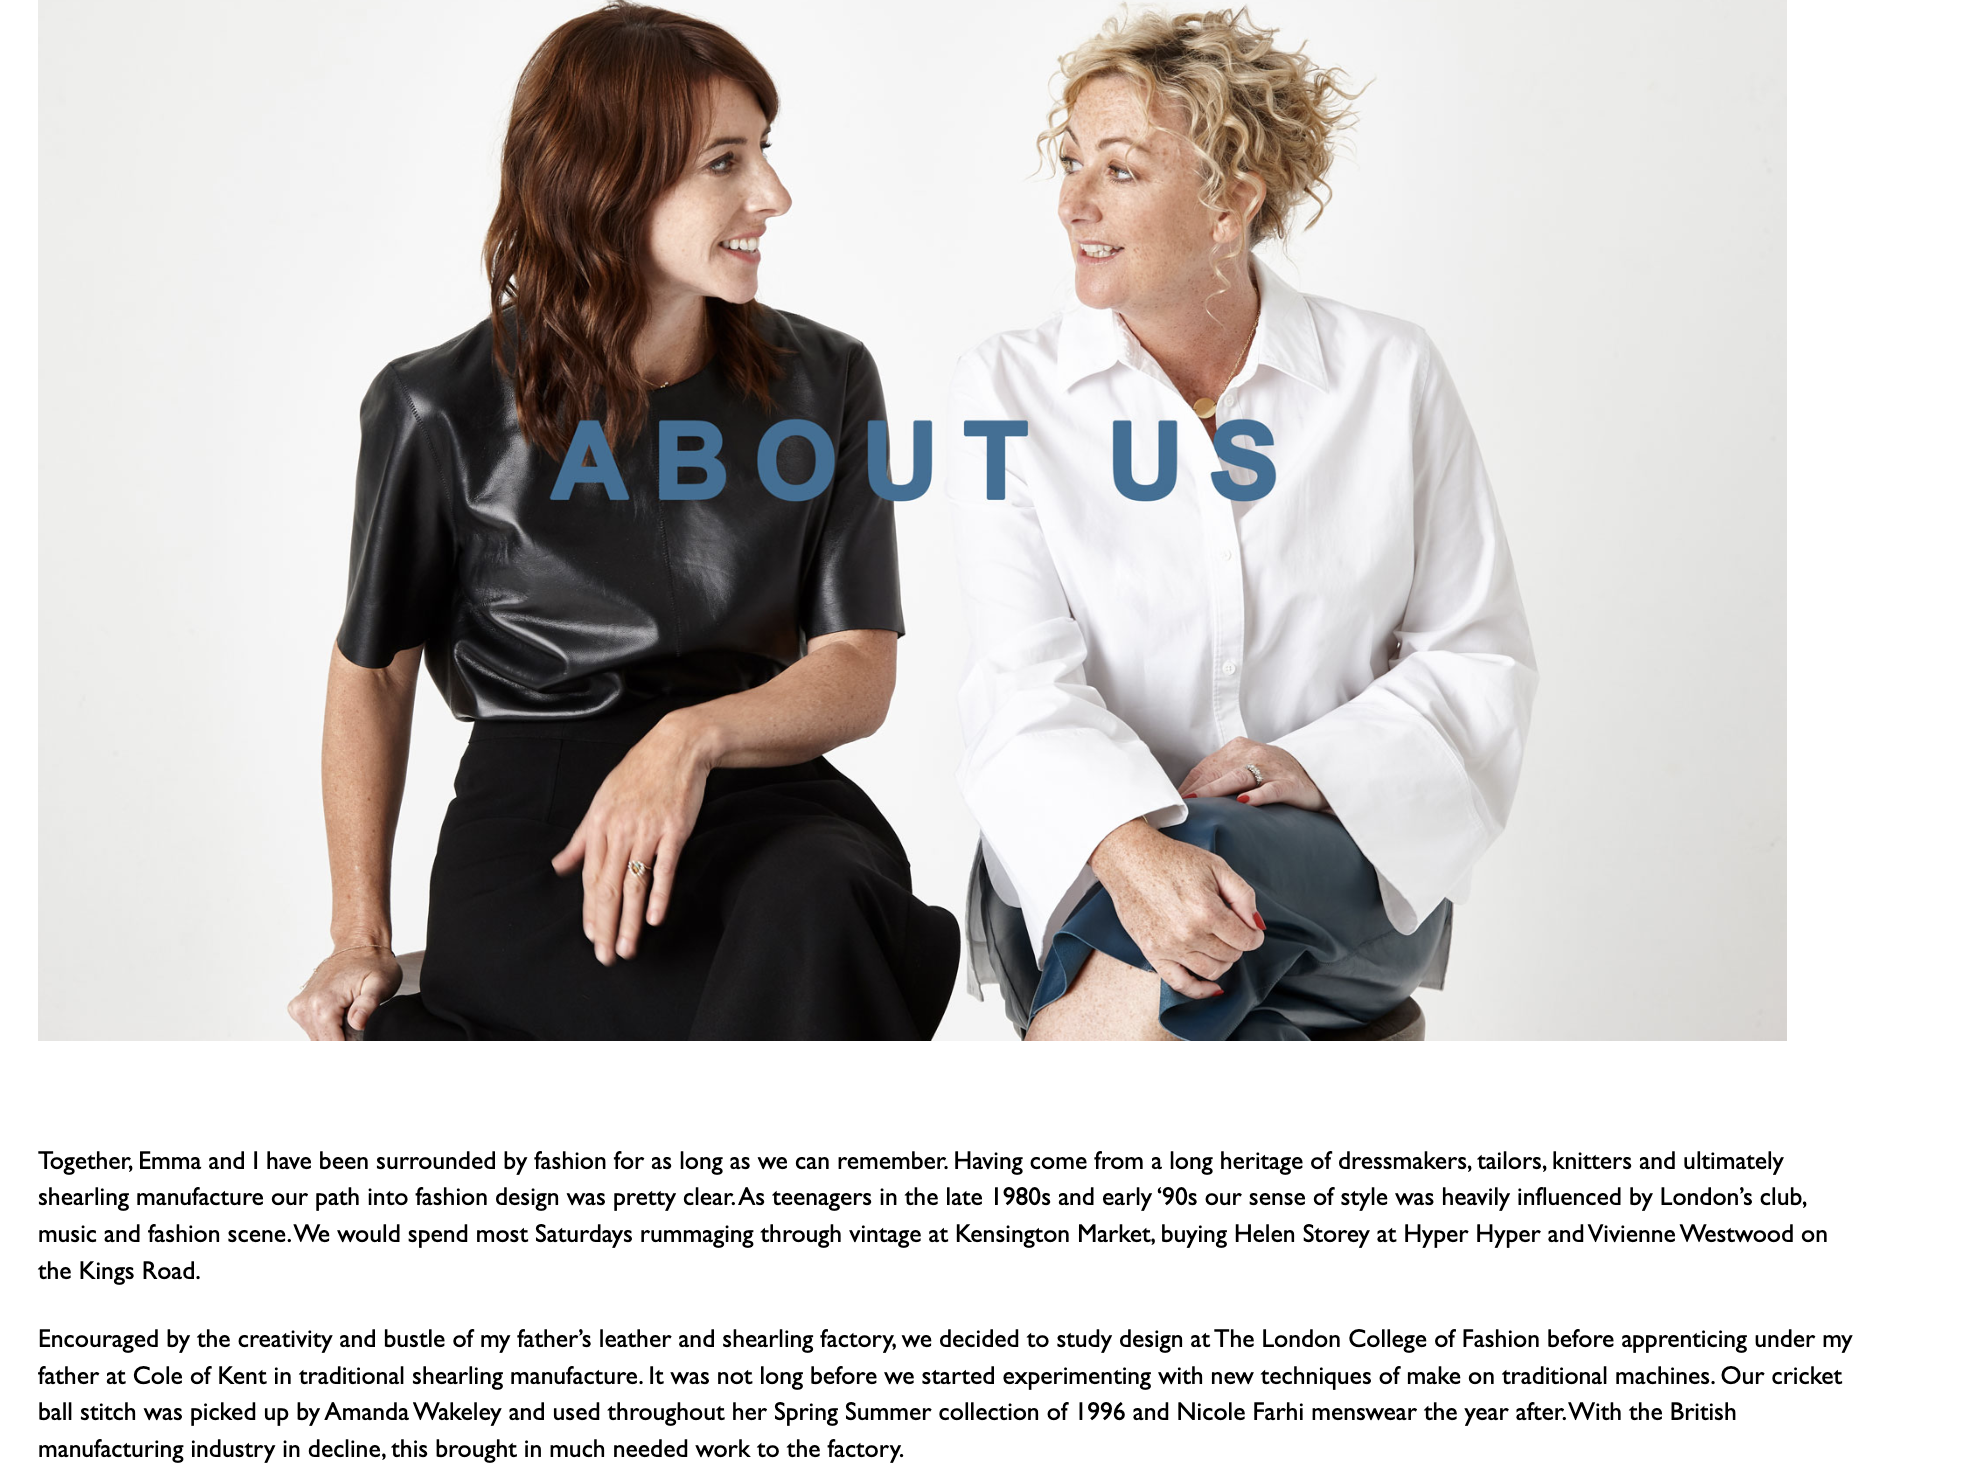 ABOUT US
Together, Emma and I have been surrounded by fashion for as long as we can remember. Having come from a long heritage of dressmakers, tailors, knitters and ultimately
shearling manufacture our path into fashion design was pretty clear. As teenagers in the late 1980s and early ‘90s our sense of style was heavily influenced by London’s club,
music and fashion scene. We would spend most Saturdays rummaging through vintage at Kensington Market, buying Helen Storey at Hyper Hyper and Vivienne Westwood on
the Kings Road.
Encouraged by the creativity and bustle of my father’s leather and shearling factory, we decided to study design at The London College of Fashion before apprenticing under my
father at Cole of Kent in traditional shearling manufacture. It was not long before we started experimenting with new techniques of make on traditional machines. Our cricket
ball stitch was picked up by Amanda Wakeley and used throughout her Spring Summer collection of 1996 and Nicole Farhi menswear the year after. With the British
manufacturing industry in decline, this brought in much needed work to the factory.